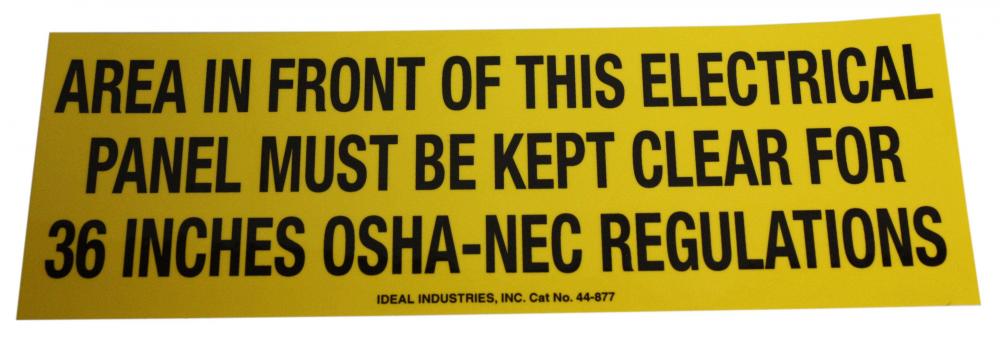 AREA IN FRONT OF THIS ELECTRICAL
PANEL MUST BE KEPT CLEAR FOR
36 INCHES OSHA-NEC REGULATIONS
IDEAL INDUSTRIES, INC. Cat No. 44-877